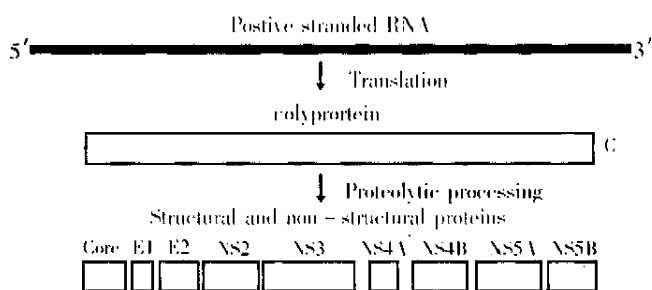 Postive stranded RNA
5′ 3′
Translation
olyprortein
C
Proteolytic processing
Structural and non – structural proteins
Core E1 E2 NS2 NS3 NS4A NS4B NS5A NS5B